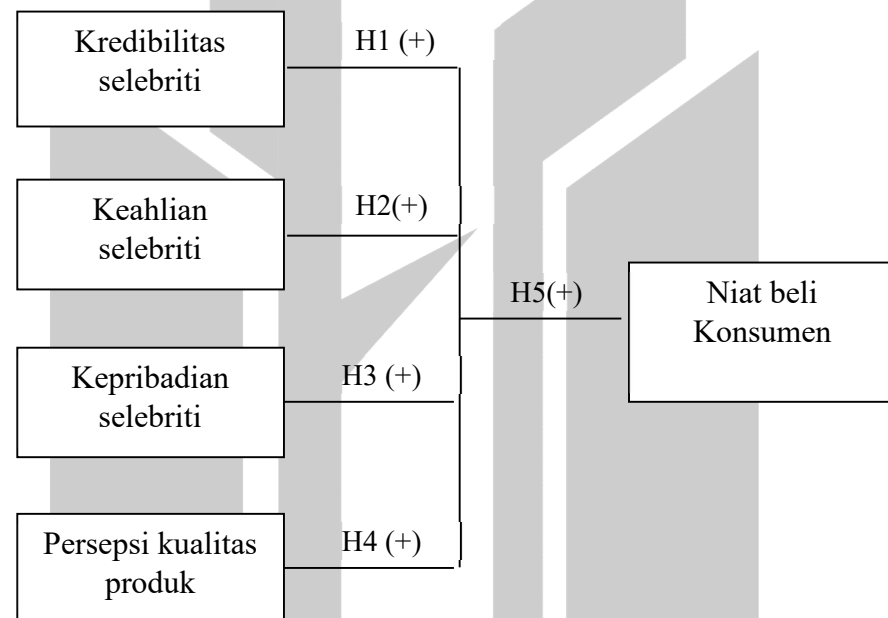 Kredibilitas
selebriti
H1 (+)
Keahlian
selebriti
H2(+)
H5(+)
Niat beli
Konsumen
Kepribadian
selebriti
H3 (+)
Persepsi kualitas
produk
H4 (+)